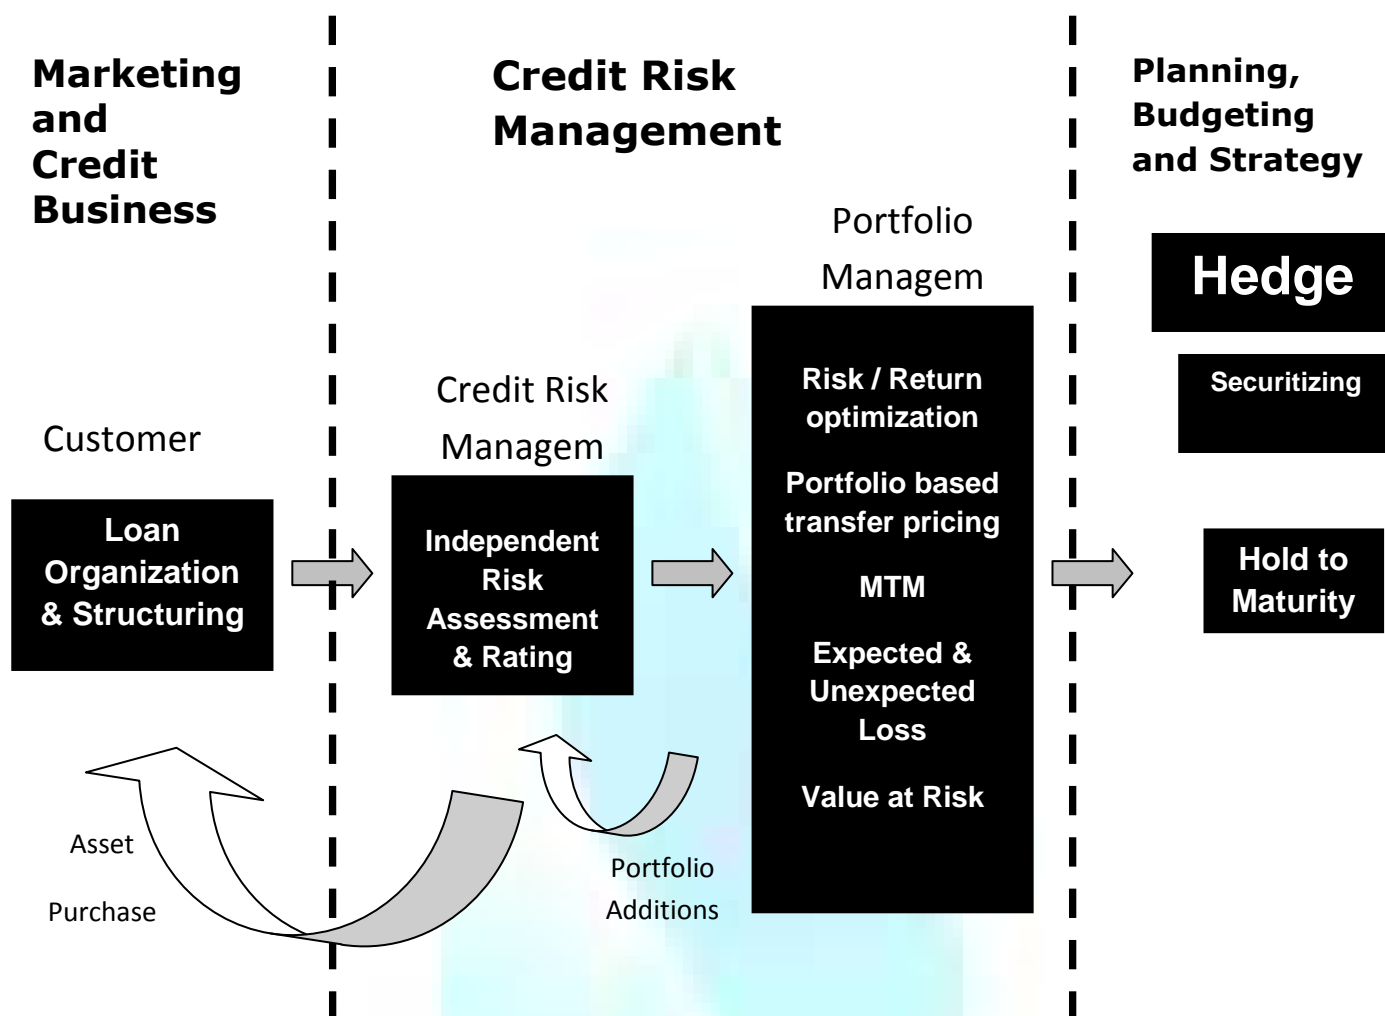 Marketing
and
Credit
Business
Credit Risk
Management
Planning,
Budgeting
and Strategy
Customer
Loan
Organization
& Structuring
Credit Risk
Managem
Independent
Risk
Assessment
& Rating
Portfolio
Managem
Risk / Return
optimization
Portfolio based
transfer pricing
MTM
Expected &
Unexpected
Loss
Value at Risk
Hedge
Securitizing
Hold to
Maturity
Asset
Purchase
Portfolio
Additions